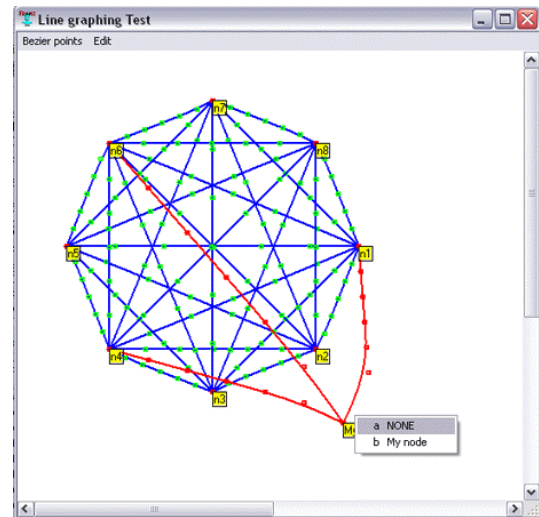 Line graphing Test
Bezier points Edit
n7
n6
n8
n5
n1
n4
n2
n3
a
a
a
a
a NONE
b My node